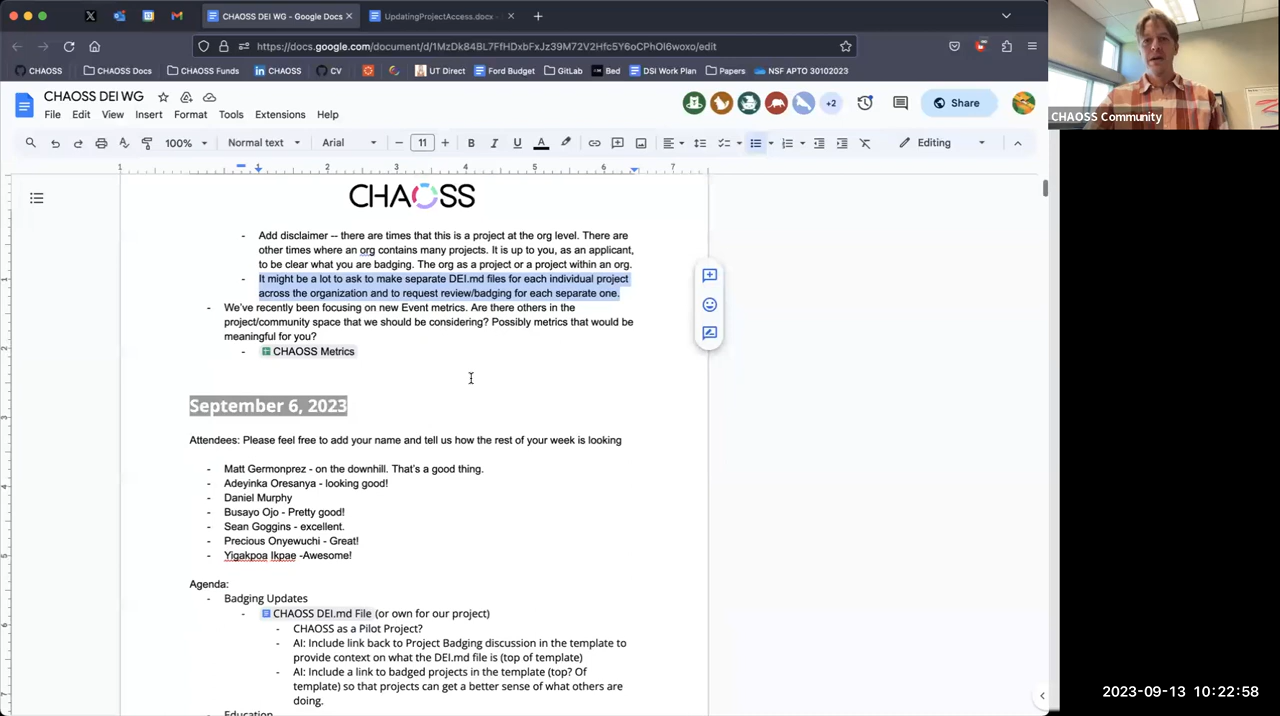 CHAOSS DEI WG - Google Docs
UpdatingProjectAccess.docx
https://docs.google.com/document/d/1MzDk84BL7FfHDxbFxJz39M72V2Hfc5Y6oCPhOl6woxo/edit
CHAOSS
CHAOSS Docs
CHAOSS Funds
CHAOSS
CV
UT Direct
Ford Budget
GitLab
Bed
DSI Work Plan
Papers
NSF APTO 30102023
CHAOSS DEI WG
File Edit View Insert Format Tools Extensions Help
+2
Share
100%
Normal text
Arial
11
Editing
1 1 2 3 4 5 6 7
CHAOSS
- Add disclaimer -- there are times that this is a project at the org level. There are
other times where an org contains many projects. It is up to you, as an applicant,
to be clear what you are badging. The org as a project or a project within an org.
- It might be a lot to ask to make separate DEI.md files for each individual project
across the organization and to request review/badging for each separate one.
- We've recently been focusing on new Event metrics. Are there others in the
project/community space that we should be considering? Possibly metrics that would be
meaningful for you?
- CHAOSS Metrics
September 6, 2023
Attendees: Please feel free to add your name and tell us how the rest of your week is looking
- Matt Germonprez - on the downhill. That's a good thing.
- Adeyinka Oresanya - looking good!
- Daniel Murphy
- Busayo Ojo - Pretty good!
- Sean Goggins - excellent.
- Precious Onyewuchi - Great!
- Yigakpoa Ikpae -Awesome!
Agenda:
- Badging Updates
- CHAOSS DEI.md File (or own for our project)
- CHAOSS as a Pilot Project?
- AI: Include link back to Project Badging discussion in the template to
provide context on what the DEI.md file is (top of template)
- AI: Include a link to badged projects in the template (top? Of
template) so that projects can get a better sense of what others are
doing.
- Education
CHAOSS Community
2023-09-13 10:22:58